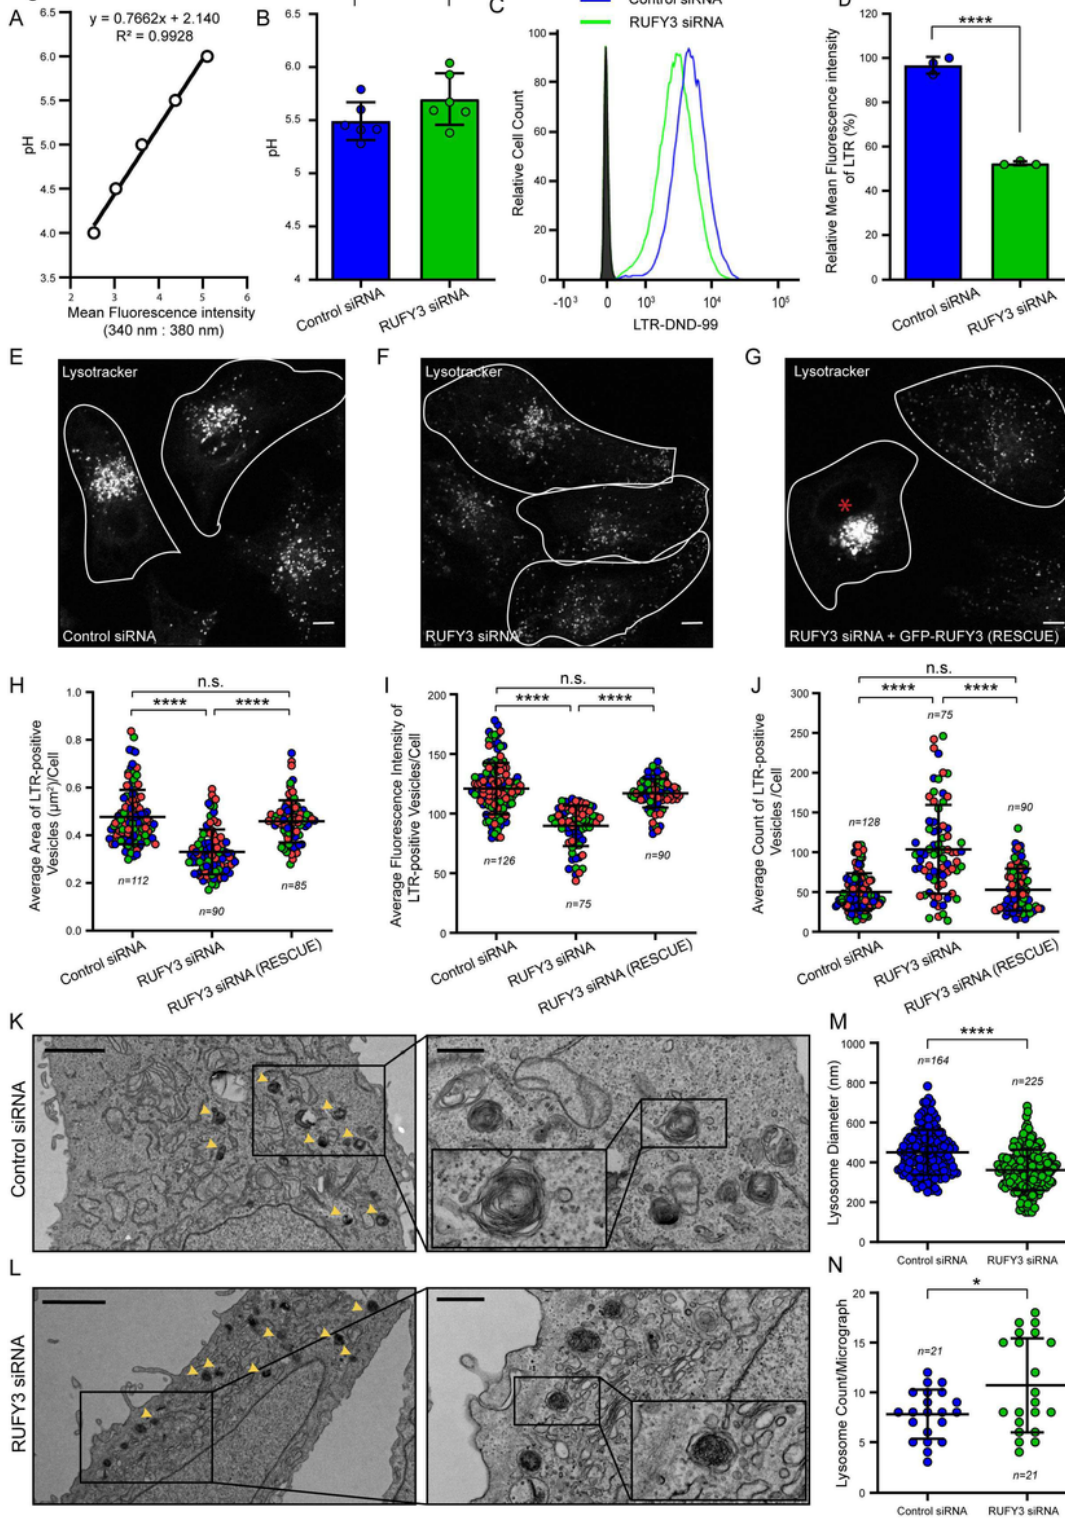 A
y = 0.7662x + 2.140
R² = 0.9928
6.5
6.0
5.5
5.0
4.5
4.0
3.5
pH
2
3
4
5
6
Mean Fluorescence intensity
(340 nm : 380 nm)
B
6.5
6.0
5.5
5
4.5
4
pH
Control siRNA
RUFY3 siRNA
C
Control siRNA
RUFY3 siRNA
100
80
60
40
20
0
Relative Cell Count
-10³
0
10³
10⁴
10⁵
LTR-DND-99
D
****
120
100
80
60
40
20
0
Relative Mean Fluorescence intensity
of LTR (%)
Control siRNA
RUFY3 siRNA
E
Lysotracker
Control siRNA
F
Lysotracker
RUFY3 siRNA
G
Lysotracker
*
RUFY3 siRNA + GFP-RUFY3 (RESCUE)
H
n.s.
**** ****
1.0
0.8
0.6
0.4
0.2
0.0
Average Area of LTR-positive
Vesicles (µm²)/Cell
n=112
n=90
n=85
Control siRNA
RUFY3 siRNA
RUFY3 siRNA (RESCUE)
I
n.s.
**** ****
200
150
100
50
0
Average Fluorescence Intensity of
LTR-positive Vesicles/Cell
n=126
n=75
n=90
Control siRNA
RUFY3 siRNA
RUFY3 siRNA (RESCUE)
J
n.s.
**** ****
300
250
200
150
100
50
0
Average Count of LTR-positive
Vesicles /Cell
n=128
n=75
n=90
Control siRNA
RUFY3 siRNA
RUFY3 siRNA (RESCUE)
K
Control siRNA
L
RUFY3 siRNA
M
****
1000
800
600
400
200
0
Lysosome Diameter (nm)
n=164
n=225
Control siRNA
RUFY3 siRNA
N
*
20
15
10
5
0
Lysosome Count/Micrograph
n=21
n=21
Control siRNA
RUFY3 siRNA